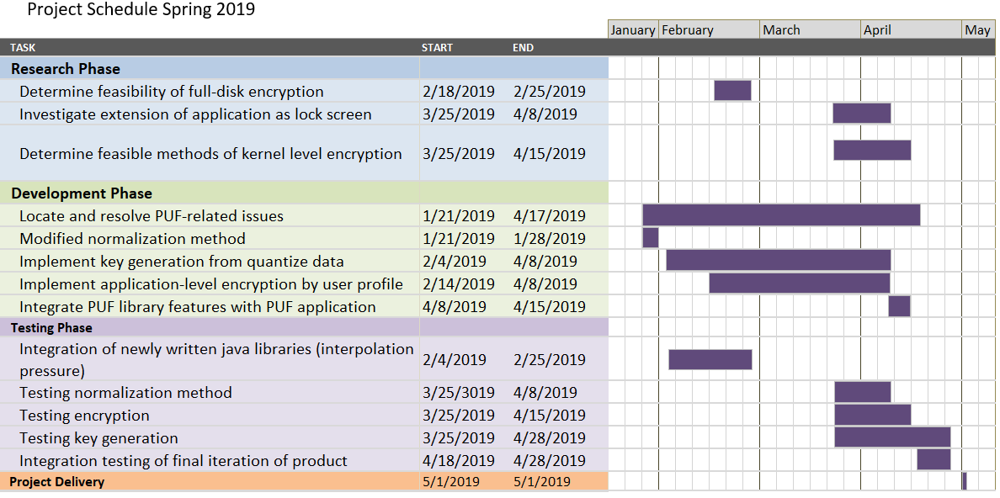 Project Schedule Spring 2019
January February March April May
TASK START END
Research Phase
Determine feasibility of full-disk encryption 2/18/2019 2/25/2019
Investigate extension of application as lock screen 3/25/2019 4/8/2019
Determine feasible methods of kernel level encryption 3/25/2019 4/15/2019
Development Phase
Locate and resolve PUF-related issues 1/21/2019 4/17/2019
Modified normalization method 1/21/2019 1/28/2019
Implement key generation from quantize data 2/4/2019 4/8/2019
Implement application-level encryption by user profile 2/14/2019 4/8/2019
Integrate PUF library features with PUF application 4/8/2019 4/15/2019
Testing Phase
Integration of newly written java libraries (interpolation
pressure) 2/4/2019 2/25/2019
Testing normalization method 3/25/3019 4/8/2019
Testing encryption 3/25/2019 4/15/2019
Testing key generation 3/25/2019 4/28/2019
Integration testing of final iteration of product 4/18/2019 4/28/2019
Project Delivery 5/1/2019 5/1/2019